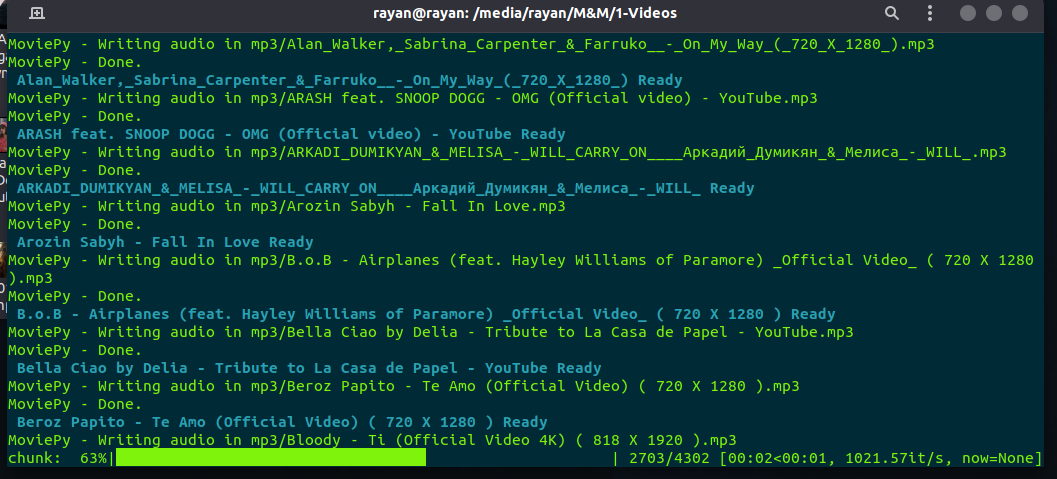 rayan@rayan: /media/rayan/M&M/1-Videos
MoviePy - Writing audio in mp3/Alan_Walker,_Sabrina_Carpenter_&_Farruko__-_On_My_Way_(_720_X_1280_).mp3
MoviePy - Done.
Alan_Walker,_Sabrina_Carpenter_&_Farruko__-_On_My_Way_(_720_X_1280_) Ready
MoviePy - Writing audio in mp3/ARASH feat. SNOOP DOGG - OMG (Official video) - YouTube.mp3
MoviePy - Done.
ARASH feat. SNOOP DOGG - OMG (Official video) - YouTube Ready
MoviePy - Writing audio in mp3/ARKADI_DUMIKYAN_&_MELISA_-_WILL_CARRY_ON____Аркадий_Думикян_&_Мелиса_-_WILL_.mp3
MoviePy - Done.
ARKADI_DUMIKYAN_&_MELISA_-_WILL_CARRY_ON____Аркадий_Думикян_&_Мелиса_-_WILL_ Ready
MoviePy - Writing audio in mp3/Arozin Sabyh - Fall In Love.mp3
MoviePy - Done.
Arozin Sabyh - Fall In Love Ready
MoviePy - Writing audio in mp3/B.o.B - Airplanes (feat. Hayley Williams of Paramore) _Official Video_ ( 720 X 1280
).mp3
MoviePy - Done.
B.o.B - Airplanes (feat. Hayley Williams of Paramore) _Official Video_ ( 720 X 1280 ) Ready
MoviePy - Writing audio in mp3/Bella Ciao by Delia - Tribute to La Casa de Papel - YouTube.mp3
MoviePy - Done.
Bella Ciao by Delia - Tribute to La Casa de Papel - YouTube Ready
MoviePy - Writing audio in mp3/Beroz Papito - Te Amo (Official Video) ( 720 X 1280 ).mp3
MoviePy - Done.
Beroz Papito - Te Amo (Official Video) ( 720 X 1280 ) Ready
MoviePy - Writing audio in mp3/Bloody - Ti (Official Video 4K) ( 818 X 1920 ).mp3
chunk:  63%| | 2703/4302 [00:02<00:01, 1021.57it/s, now=None]